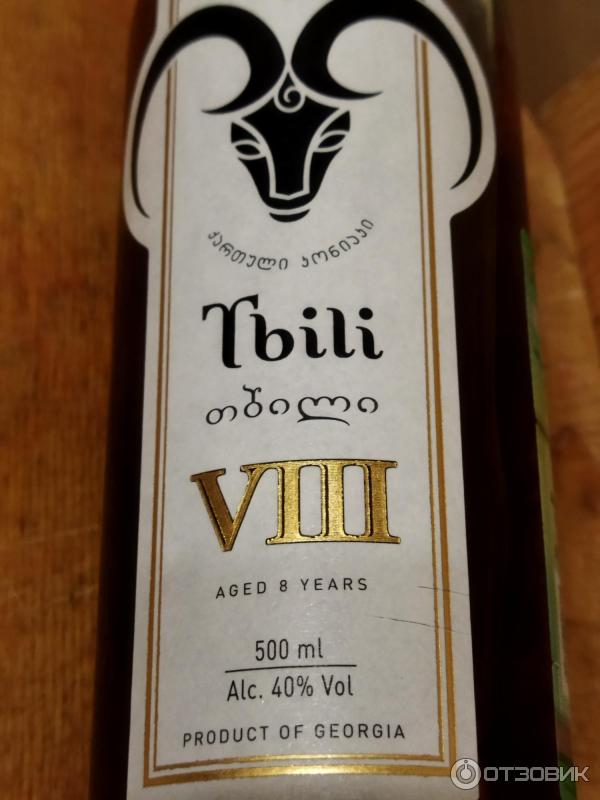 ქართული კონიაკი
Tbili
თბილი
VIII
AGED 8 YEARS
500 ml
Alc. 40% Vol
PRODUCT OF GEORGIA
ОТЗОВИК